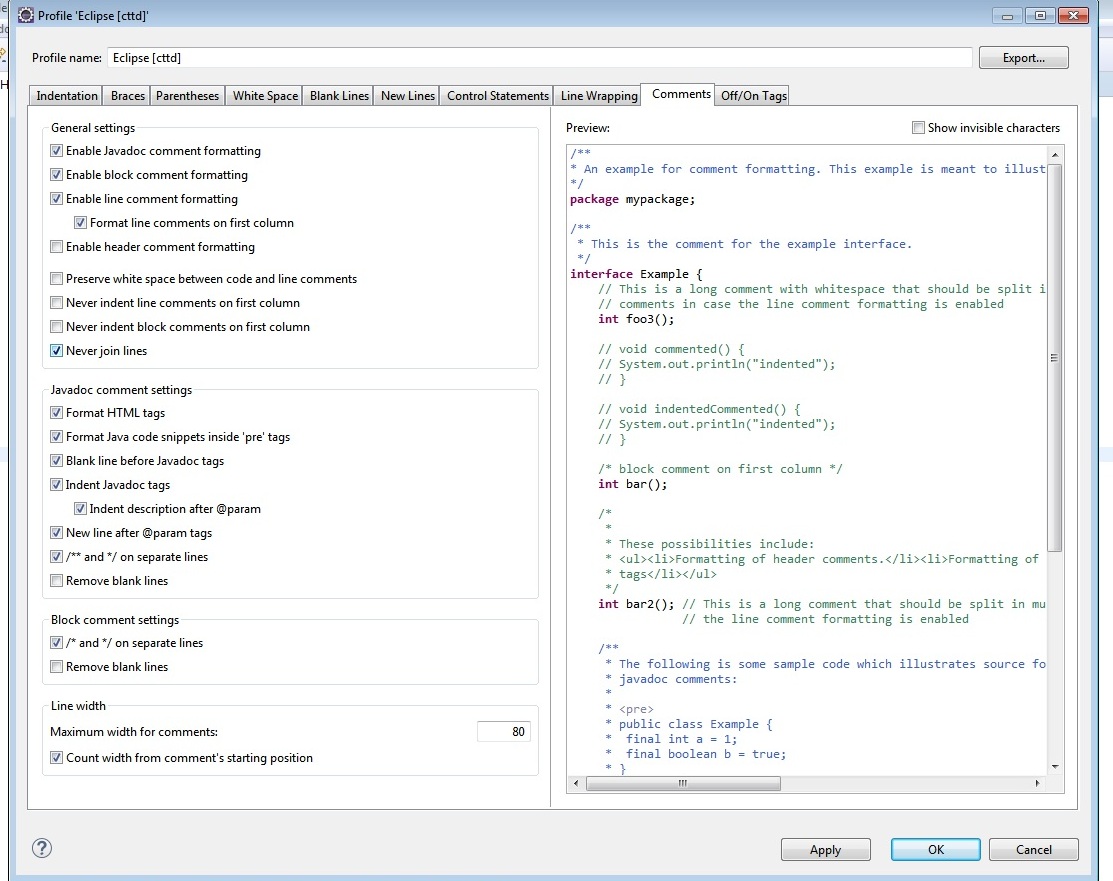 Profile 'Eclipse [cttd]'
Profile name: Eclipse [cttd] Export...
Indentation Braces Parentheses White Space Blank Lines New Lines Control Statements Line Wrapping Comments Off/On Tags
General settings
Enable Javadoc comment formatting
Enable block comment formatting
Enable line comment formatting
Format line comments on first column
Enable header comment formatting
Preserve white space between code and line comments
Never indent line comments on first column
Never indent block comments on first column
Never join lines
Javadoc comment settings
Format HTML tags
Format Java code snippets inside 'pre' tags
Blank line before Javadoc tags
Indent Javadoc tags
Indent description after @param
New line after @param tags
/** and */ on separate lines
Remove blank lines
Block comment settings
/* and */ on separate lines
Remove blank lines
Line width
Maximum width for comments: 80
Count width from comment's starting position
Preview: Show invisible characters
/**
* An example for comment formatting. This example is meant to illust
*/
package mypackage;
/**
* This is the comment for the example interface.
*/
interface Example {
// This is a long comment with whitespace that should be split i
// comments in case the line comment formatting is enabled
int foo3();
// void commented() {
// System.out.println("indented");
// }
// void indentedCommented() {
// System.out.println("indented");
// }
/* block comment on first column */
int bar();
/*
*
* These possibilities include:
* <ul><li>Formatting of header comments.</li><li>Formatting of
* tags</li></ul>
*/
int bar2(); // This is a long comment that should be split in mu
// the line comment formatting is enabled
/**
* The following is some sample code which illustrates source fo
* javadoc comments:
*
* <pre>
* public class Example {
* final int a = 1;
* final boolean b = true;
* }
? Apply OK Cancel